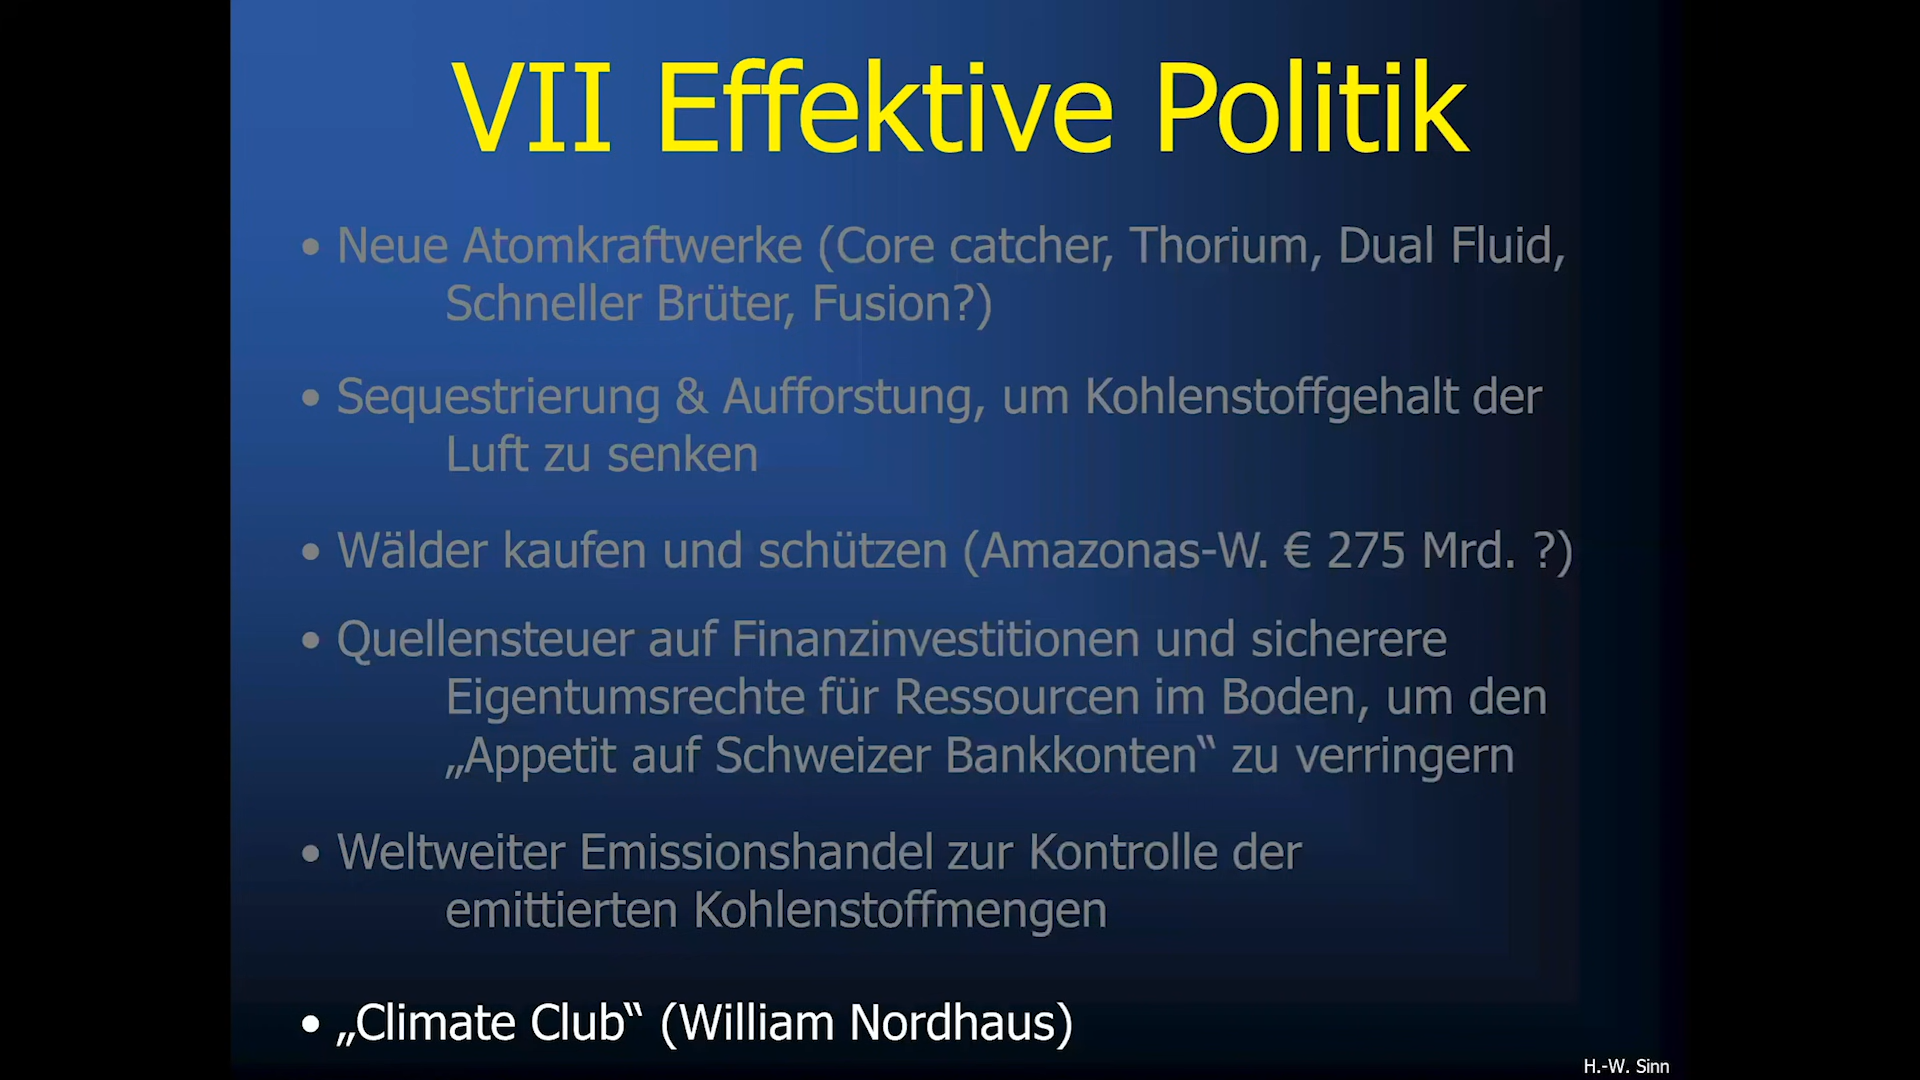 VII Effektive Politik
• Neue Atomkraftwerke (Core catcher, Thorium, Dual Fluid,
Schneller Brüter, Fusion?)
• Sequestrierung & Aufforstung, um Kohlenstoffgehalt der
Luft zu senken
• Wälder kaufen und schützen (Amazonas-W. € 275 Mrd. ?)
• Quellensteuer auf Finanzinvestitionen und sicherere
Eigentumsrechte für Ressourcen im Boden, um den
„Appetit auf Schweizer Bankkonten“ zu verringern
• Weltweiter Emissionshandel zur Kontrolle der
emittierten Kohlenstoffmengen
• „Climate Club“ (William Nordhaus)
H.-W. Sinn